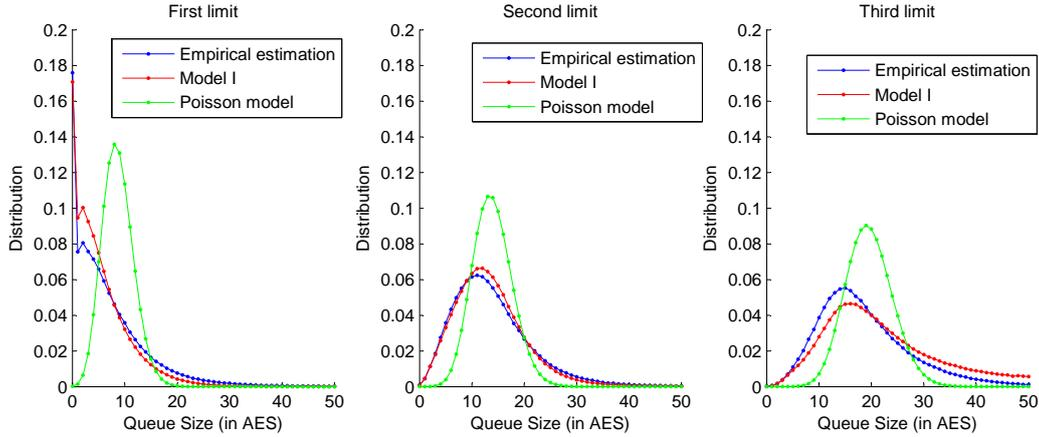 First limit
0.2
0.18
0.16
0.14
0.12
0.1
0.08
0.06
0.04
0.02
0
Distribution
Empirical estimation
Model I
Poisson model
0 10 20 30 40 50
Queue Size (in AES)
Second limit
0.2
0.18
0.16
0.14
0.12
0.1
0.08
0.06
0.04
0.02
0
Distribution
Empirical estimation
Model I
Poisson model
0 10 20 30 40 50
Queue Size (in AES)
Third limit
0.2
0.18
0.16
0.14
0.12
0.1
0.08
0.06
0.04
0.02
0
Distribution
Empirical estimation
Model I
Poisson model
0 10 20 30 40 50
Queue Size (in AES)